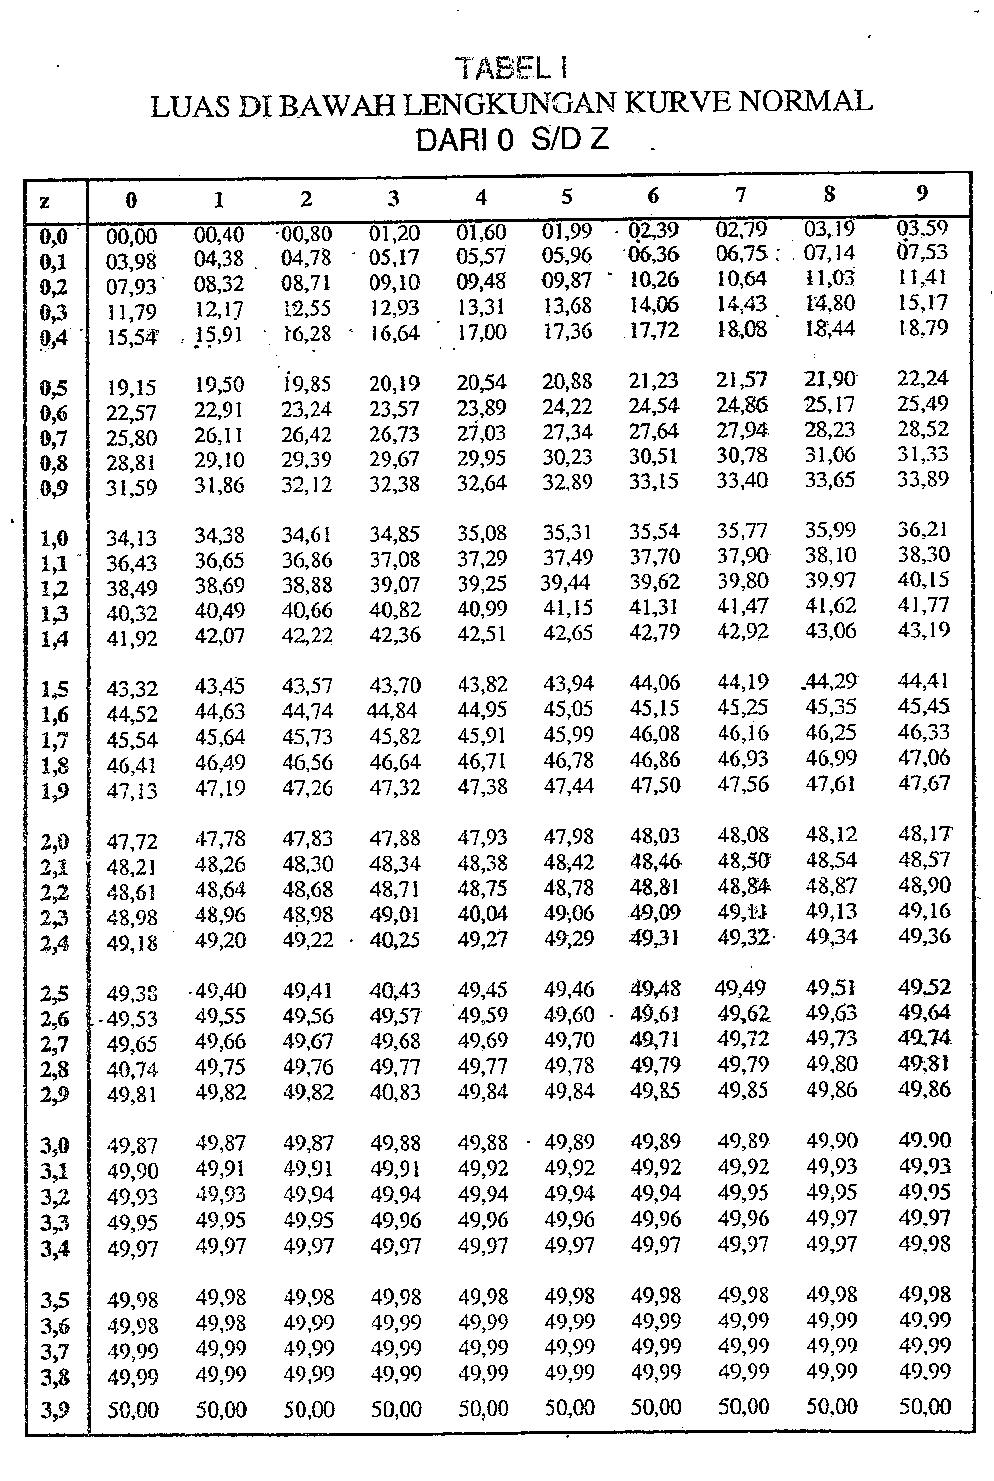 TABEL I
LUAS DI BAWAH LENGKUNGAN KURVE NORMAL
DARI 0 S/D Z
z 0 1 2 3 4 5 6 7 8 9
0,0 00,00 00,40 00,80 01,20 01,60 01,99 02,39 02,79 03,19 03,59
0,1 03,98 04,38 04,78 05,17 05,57 05,96 06,36 06,75 07,14 07,53
0,2 07,93 08,32 08,71 09,10 09,48 09,87 10,26 10,64 11,03 11,41
0,3 11,79 12,17 12,55 12,93 13,31 13,68 14,06 14,43 14,80 15,17
0,4 15,54 15,91 16,28 16,64 17,00 17,36 17,72 18,08 18,44 18,79
0,5 19,15 19,50 19,85 20,19 20,54 20,88 21,23 21,57 21,90 22,24
0,6 22,57 22,91 23,24 23,57 23,89 24,22 24,54 24,86 25,17 25,49
0,7 25,80 26,11 26,42 26,73 27,03 27,34 27,64 27,94 28,23 28,52
0,8 28,81 29,10 29,39 29,67 29,95 30,23 30,51 30,78 31,06 31,33
0,9 31,59 31,86 32,12 32,38 32,64 32,89 33,15 33,40 33,65 33,89
1,0 34,13 34,38 34,61 34,85 35,08 35,31 35,54 35,77 35,99 36,21
1,1 36,43 36,65 36,86 37,08 37,29 37,49 37,70 37,90 38,10 38,30
1,2 38,49 38,69 38,88 39,07 39,25 39,44 39,62 39,80 39,97 40,15
1,3 40,32 40,49 40,66 40,82 40,99 41,15 41,31 41,47 41,62 41,77
1,4 41,92 42,07 42,22 42,36 42,51 42,65 42,79 42,92 43,06 43,19
1,5 43,32 43,45 43,57 43,70 43,82 43,94 44,06 44,19 44,29 44,41
1,6 44,52 44,63 44,74 44,84 44,95 45,05 45,15 45,25 45,35 45,45
1,7 45,54 45,64 45,73 45,82 45,91 45,99 46,08 46,16 46,25 46,33
1,8 46,41 46,49 46,56 46,64 46,71 46,78 46,86 46,93 46,99 47,06
1,9 47,13 47,19 47,26 47,32 47,38 47,44 47,50 47,56 47,61 47,67
2,0 47,72 47,78 47,83 47,88 47,93 47,98 48,03 48,08 48,12 48,17
2,1 48,21 48,26 48,30 48,34 48,38 48,42 48,46 48,50 48,54 48,57
2,2 48,61 48,64 48,68 48,71 48,75 48,78 48,81 48,84 48,87 48,90
2,3 48,98 48,96 48,98 49,01 40,04 49,06 49,09 49,11 49,13 49,16
2,4 49,18 49,20 49,22 40,25 49,27 49,29 49,31 49,32 49,34 49,36
2,5 49,38 49,40 49,41 40,43 49,45 49,46 49,48 49,49 49,51 49,52
2,6 49,53 49,55 49,56 49,57 49,59 49,60 49,61 49,62 49,63 49,64
2,7 49,65 49,66 49,67 49,68 49,69 49,70 49,71 49,72 49,73 49,74
2,8 40,74 49,75 49,76 49,77 49,77 49,78 49,79 49,79 49,80 49,81
2,9 49,81 49,82 49,82 40,83 49,84 49,84 49,85 49,85 49,86 49,86
3,0 49,87 49,87 49,87 49,88 49,88 49,89 49,89 49,89 49,90 49,90
3,1 49,90 49,91 49,91 49,91 49,92 49,92 49,92 49,92 49,93 49,93
3,2 49,93 49,93 49,94 49,94 49,94 49,94 49,94 49,95 49,95 49,95
3,3 49,95 49,95 49,95 49,96 49,96 49,96 49,96 49,96 49,97 49,97
3,4 49,97 49,97 49,97 49,97 49,97 49,97 49,97 49,97 49,97 49,98
3,5 49,98 49,98 49,98 49,98 49,98 49,98 49,98 49,98 49,98 49,98
3,6 49,98 49,98 49,99 49,99 49,99 49,99 49,99 49,99 49,99 49,99
3,7 49,99 49,99 49,99 49,99 49,99 49,99 49,99 49,99 49,99 49,99
3,8 49,99 49,99 49,99 49,99 49,99 49,99 49,99 49,99 49,99 49,99
3,9 50,00 50,00 50,00 50,00 50,00 50,00 50,00 50,00 50,00 50,00